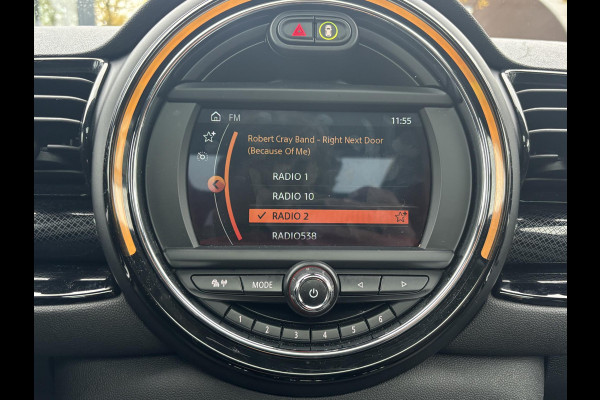 FM
11:55
Robert Cray Band - Right Next Door
(Because Of Me)
RADIO 1
RADIO 10
RADIO 2
RADIO538
MODE
1 2 3 4 5 6